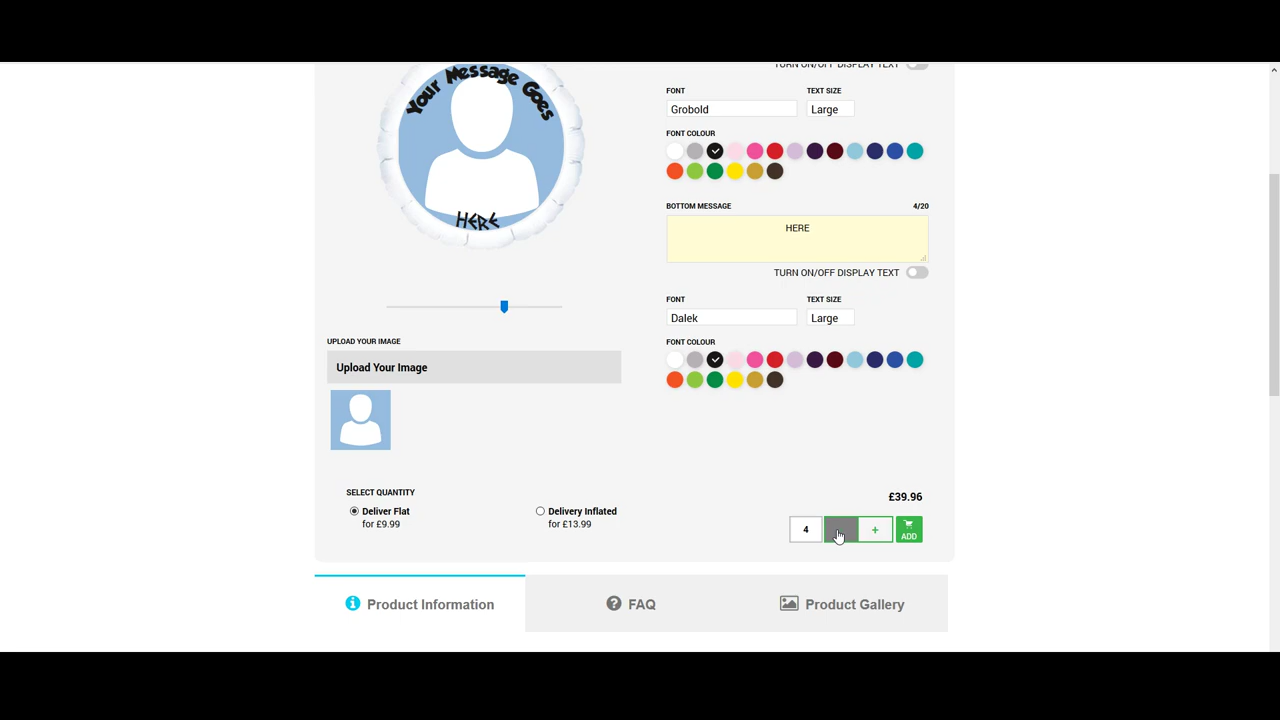 TURN ON/OFF DISPLAY TEXT
Your Message Goes
HERE
FONT
TEXT SIZE
Grobold
Large
FONT COLOUR
BOTTOM MESSAGE
4/20
HERE
TURN ON/OFF DISPLAY TEXT
FONT
TEXT SIZE
Dalek
Large
FONT COLOUR
UPLOAD YOUR IMAGE
Upload Your Image
SELECT QUANTITY
Deliver Flat
for £9.99
Delivery Inflated
for £13.99
£39.96
4
+
ADD
Product Information
FAQ
Product Gallery